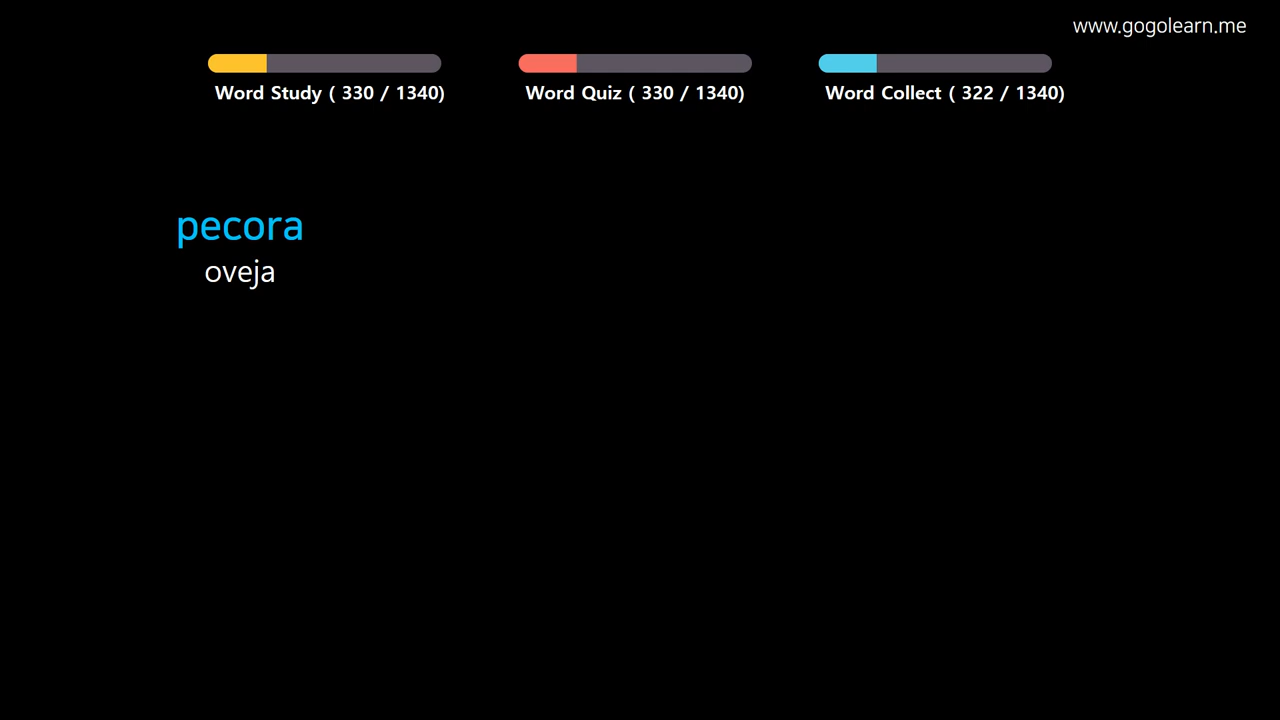 www.gogolearn.me
Word Study ( 330 / 1340)
Word Quiz ( 330 / 1340)
Word Collect ( 322 / 1340)
pecora
oveja